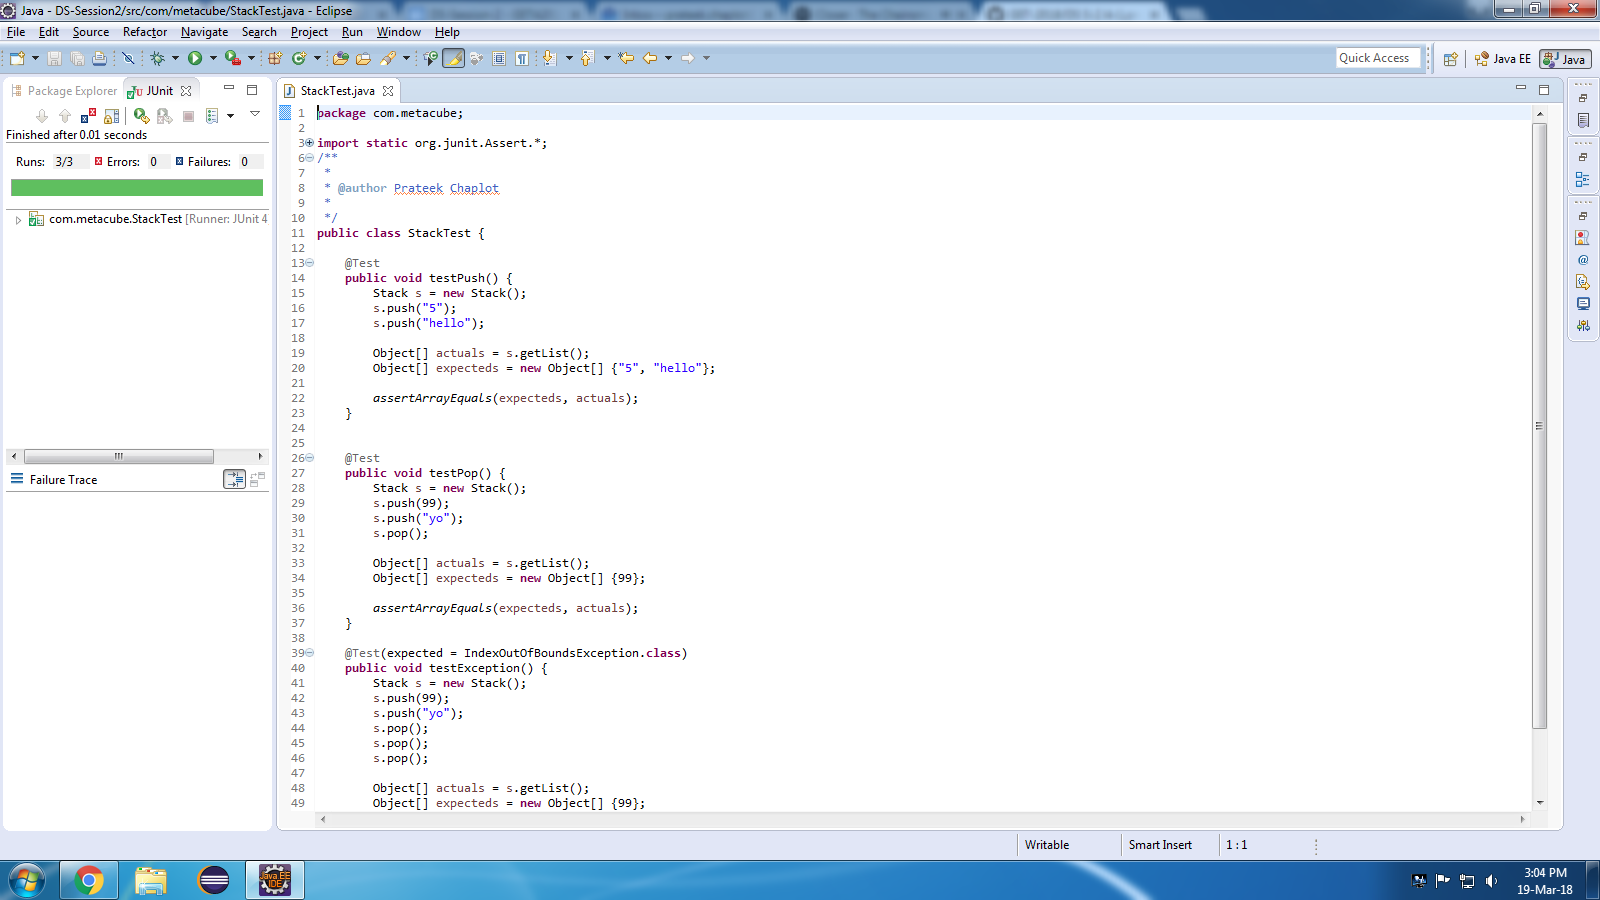 Java - DS-Session2/src/com/metacube/StackTest.java - Eclipse
File Edit Source Refactor Navigate Search Project Run Window Help
Quick Access
Java EE
Java
Package Explorer
JUnit
StackTest.java
Finished after 0.01 seconds
Runs: 3/3 Errors: 0 Failures: 0
com.metacube.StackTest [Runner: JUnit 4
Failure Trace
1 package com.metacube;
2
3 import static org.junit.Assert.*;
6 /**
7 *
8 * @author Prateek Chaplot
9 *
10 */
11 public class StackTest {
12
13 @Test
14 public void testPush() {
15 Stack s = new Stack();
16 s.push("5");
17 s.push("hello");
18
19 Object[] actuals = s.getList();
20 Object[] expecteds = new Object[] {"5", "hello"};
21
22 assertArrayEquals(expecteds, actuals);
23 }
24
25
26 @Test
27 public void testPop() {
28 Stack s = new Stack();
29 s.push(99);
30 s.push("yo");
31 s.pop();
32
33 Object[] actuals = s.getList();
34 Object[] expecteds = new Object[] {99};
35
36 assertArrayEquals(expecteds, actuals);
37 }
38
39 @Test(expected = IndexOutOfBoundsException.class)
40 public void testException() {
41 Stack s = new Stack();
42 s.push(99);
43 s.push("yo");
44 s.pop();
45 s.pop();
46 s.pop();
47
48 Object[] actuals = s.getList();
49 Object[] expecteds = new Object[] {99};
Writable
Smart Insert
1 : 1
Java EE
IDE
3:04 PM
19-Mar-18